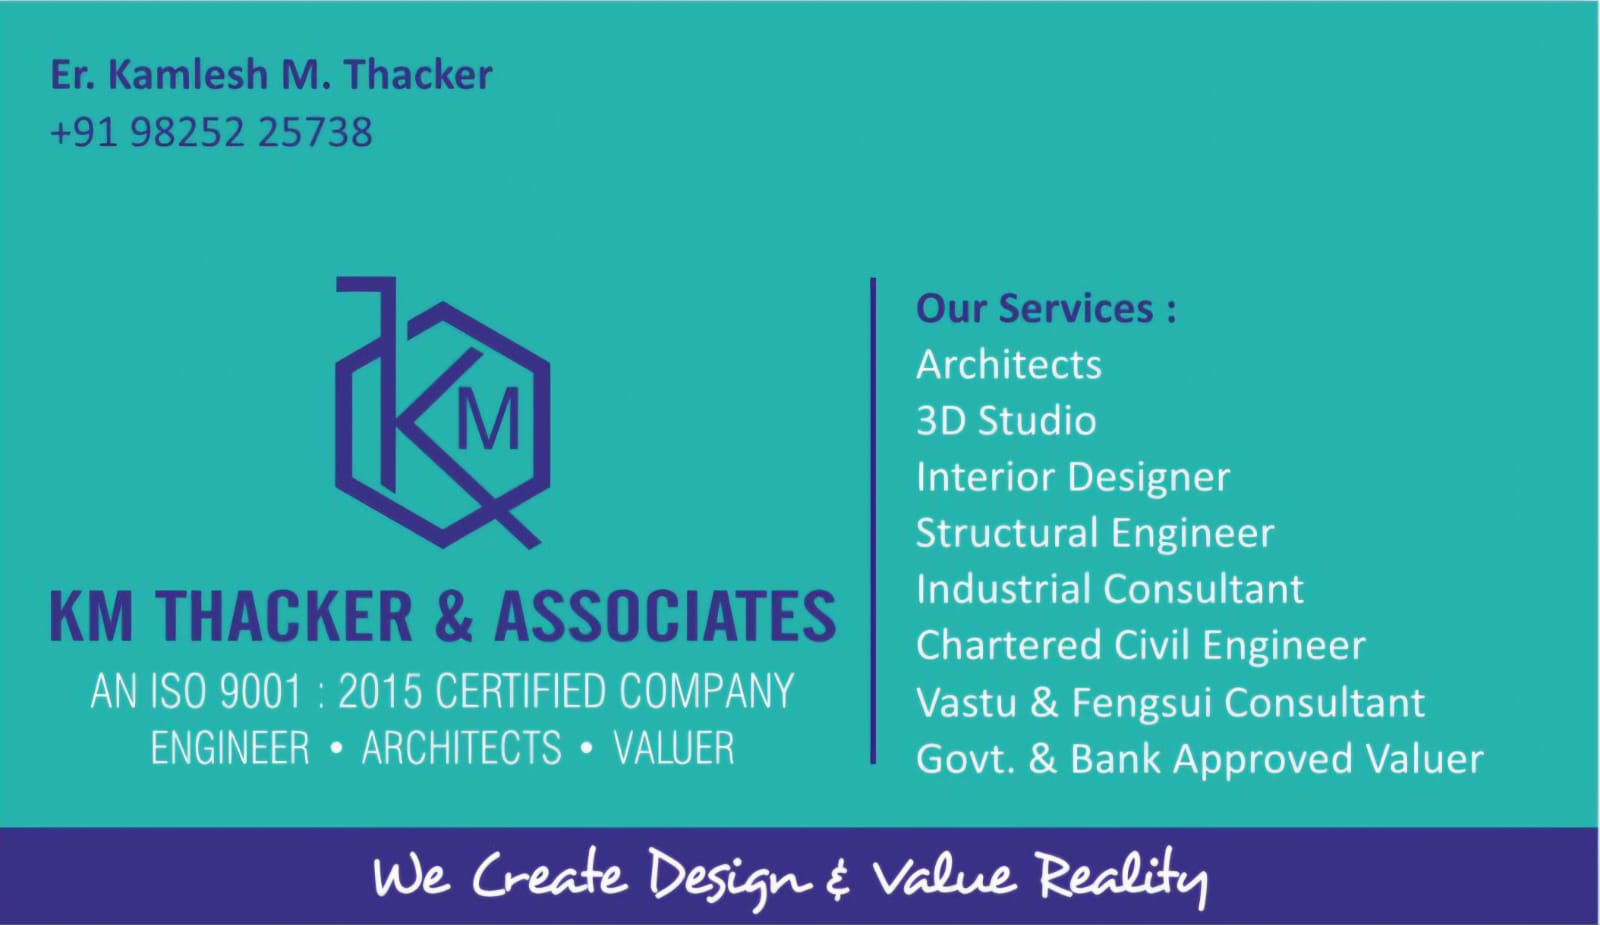 Er. Kamlesh M. Thacker
+91 98252 25738
KM
KM THACKER & ASSOCIATES
AN ISO 9001 : 2015 CERTIFIED COMPANY
ENGINEER • ARCHITECTS • VALUER
Our Services :
Architects
3D Studio
Interior Designer
Structural Engineer
Industrial Consultant
Chartered Civil Engineer
Vastu & Fengsui Consultant
Govt. & Bank Approved Valuer
We Create Design & Value Reality